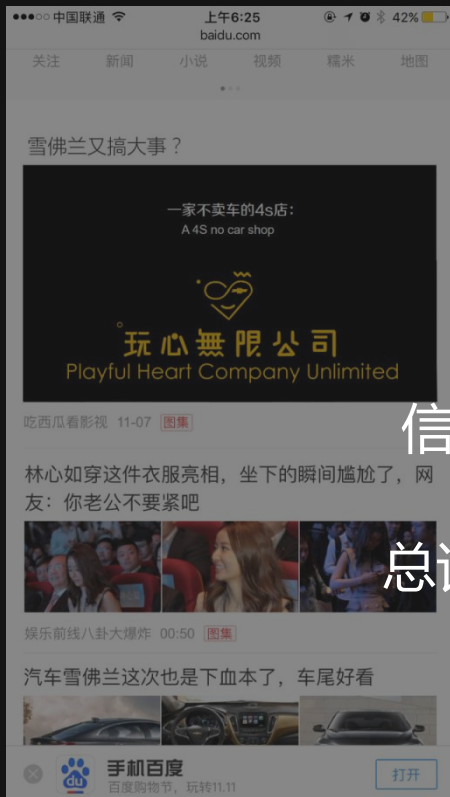 中国联通 上午6:25 42%
baidu.com
关注 新闻 小说 视频 糯米 地图
雪佛兰又搞大事？
一家不卖车的4s店：
A 4S no car shop
玩心無限公司
Playful Heart Company Unlimited
吃西瓜看影视 11-07 图集
信
林心如穿这件衣服亮相，坐下的瞬间尴尬了，网
友：你老公不要紧吧
总
娱乐前线八卦大爆炸 00:50 图集
汽车雪佛兰这次也是下血本了，车尾好看
du
手机百度
百度购物节，玩转11.11
打开